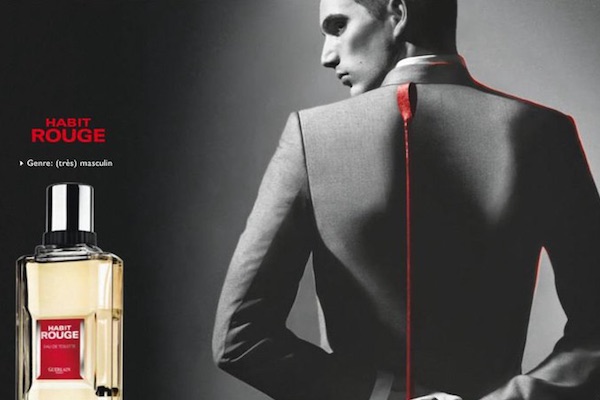 HABIT
ROUGE
Genre: (très) masculin
HABIT
ROUGE
EAU DE TOILETTE
GUERLAIN